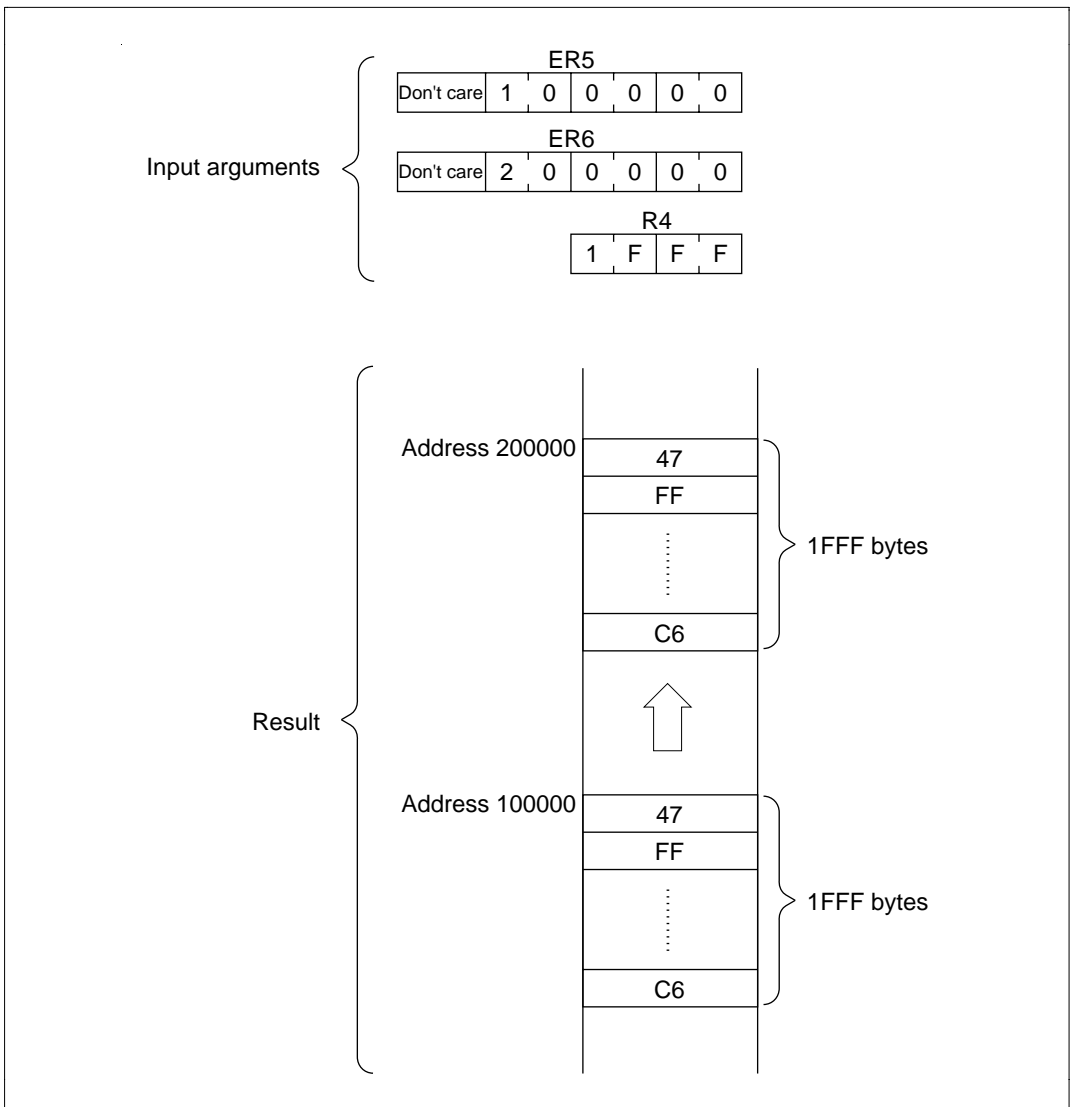 ER5
Don't care 1 0 0 0 0 0
ER6
Input arguments
Don't care 2 0 0 0 0 0
R4
1 F F F
Address 200000
47
FF
1FFF bytes
C6
Result
Address 100000
47
FF
1FFF bytes
C6